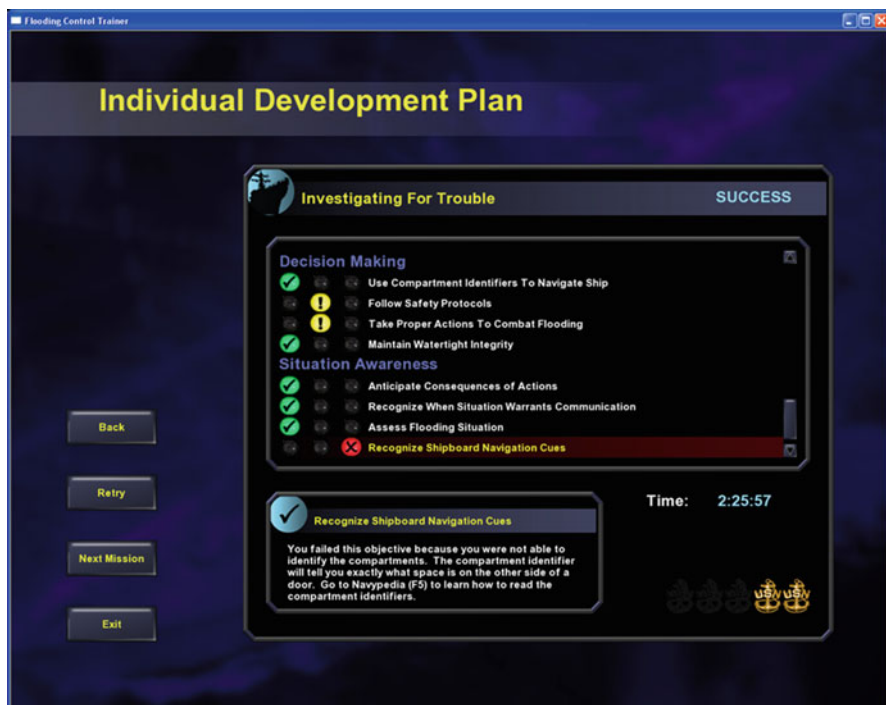 Flooding Control Trainer
Individual Development Plan
Investigating For Trouble SUCCESS
Decision Making
Use Compartment Identifiers To Navigate Ship
Follow Safety Protocols
Take Proper Actions To Combat Flooding
Maintain Watertight Integrity
Situation Awareness
Anticipate Consequences of Actions
Recognize When Situation Warrants Communication
Assess Flooding Situation
Recognize Shipboard Navigation Cues
Back
Retry
Next Mission
Exit
Time: 2:25:57
Recognize Shipboard Navigation Cues
You failed this objective because you were not able to
identify the compartments. The compartment identifier
will tell you exactly what space is on the other side of a
door. Go to Navypedia (F5) to learn how to read the
compartment identifiers.
USN USN